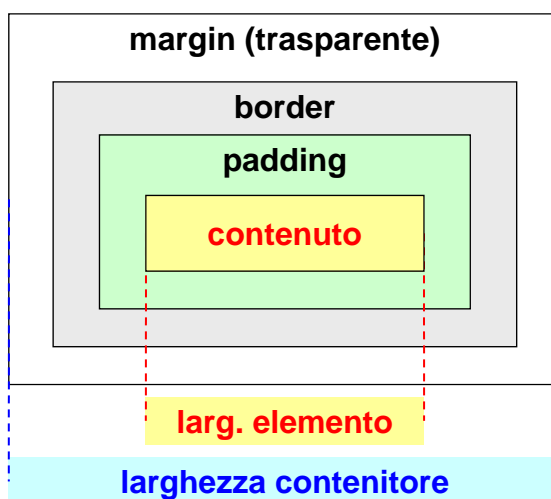 margin (trasparente)
border
padding
contenuto
larg. elemento
larghezza contenitore